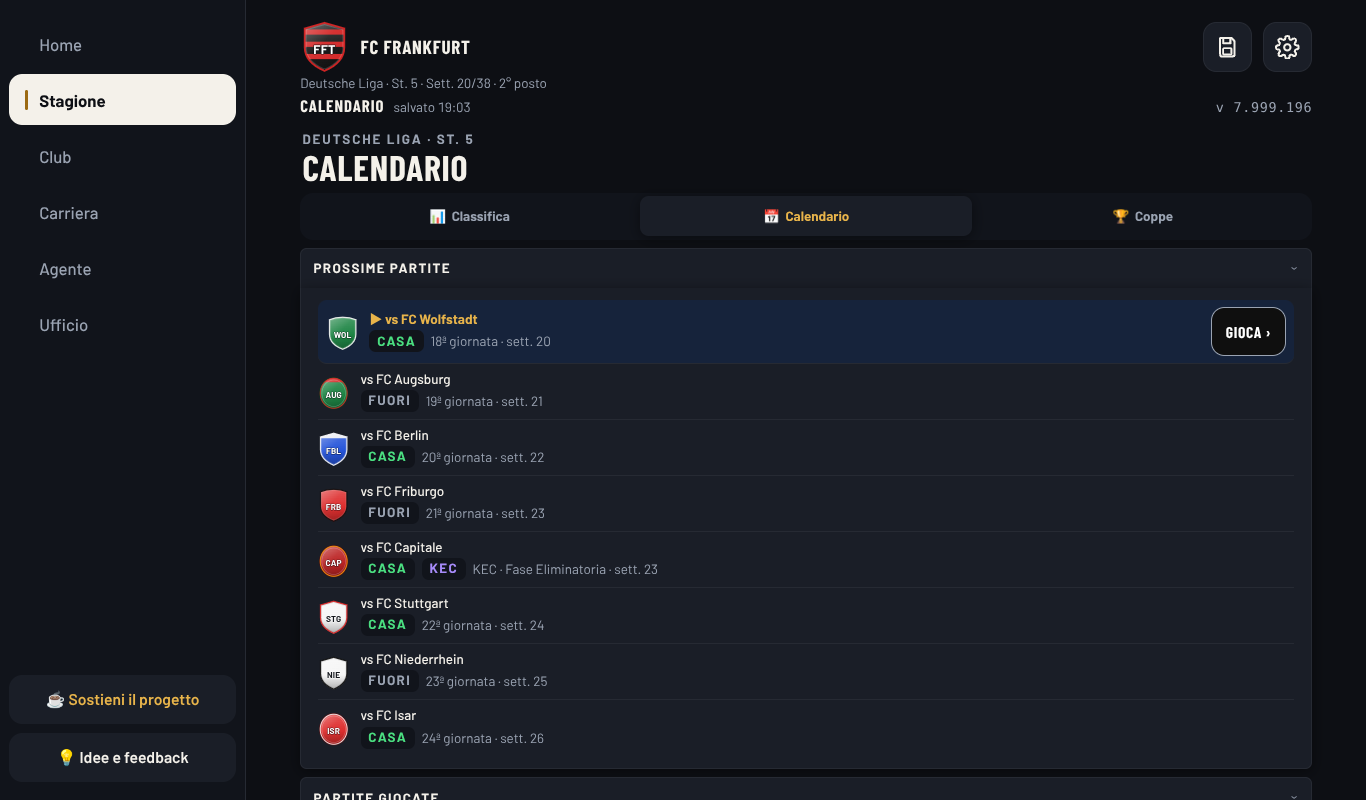 Home
Stagione
Club
Carriera
Agente
Ufficio
☕ Sostieni il progetto
💡 Idee e feedback
FFT
FC FRANKFURT
Deutsche Liga · St. 5 · Sett. 20/38 · 2° posto
CALENDARIO salvato 19:03
v 7.999.196
DEUTSCHE LIGA · ST. 5
CALENDARIO
📊 Classifica
📅 Calendario
🏆 Coppe
PROSSIME PARTITE
WOL
▶ vs FC Wolfstadt
CASA 18ª giornata · sett. 20
GIOCA ›
AUG
vs FC Augsburg
FUORI 19ª giornata · sett. 21
FBL
vs FC Berlin
CASA 20ª giornata · sett. 22
FRB
vs FC Friburgo
FUORI 21ª giornata · sett. 23
CAP
vs FC Capitale
CASA KEC KEC · Fase Eliminatoria · sett. 23
STG
vs FC Stuttgart
CASA 22ª giornata · sett. 24
NIE
vs FC Niederrhein
FUORI 23ª giornata · sett. 25
ISR
vs FC Isar
CASA 24ª giornata · sett. 26
PARTITE GIOCATE